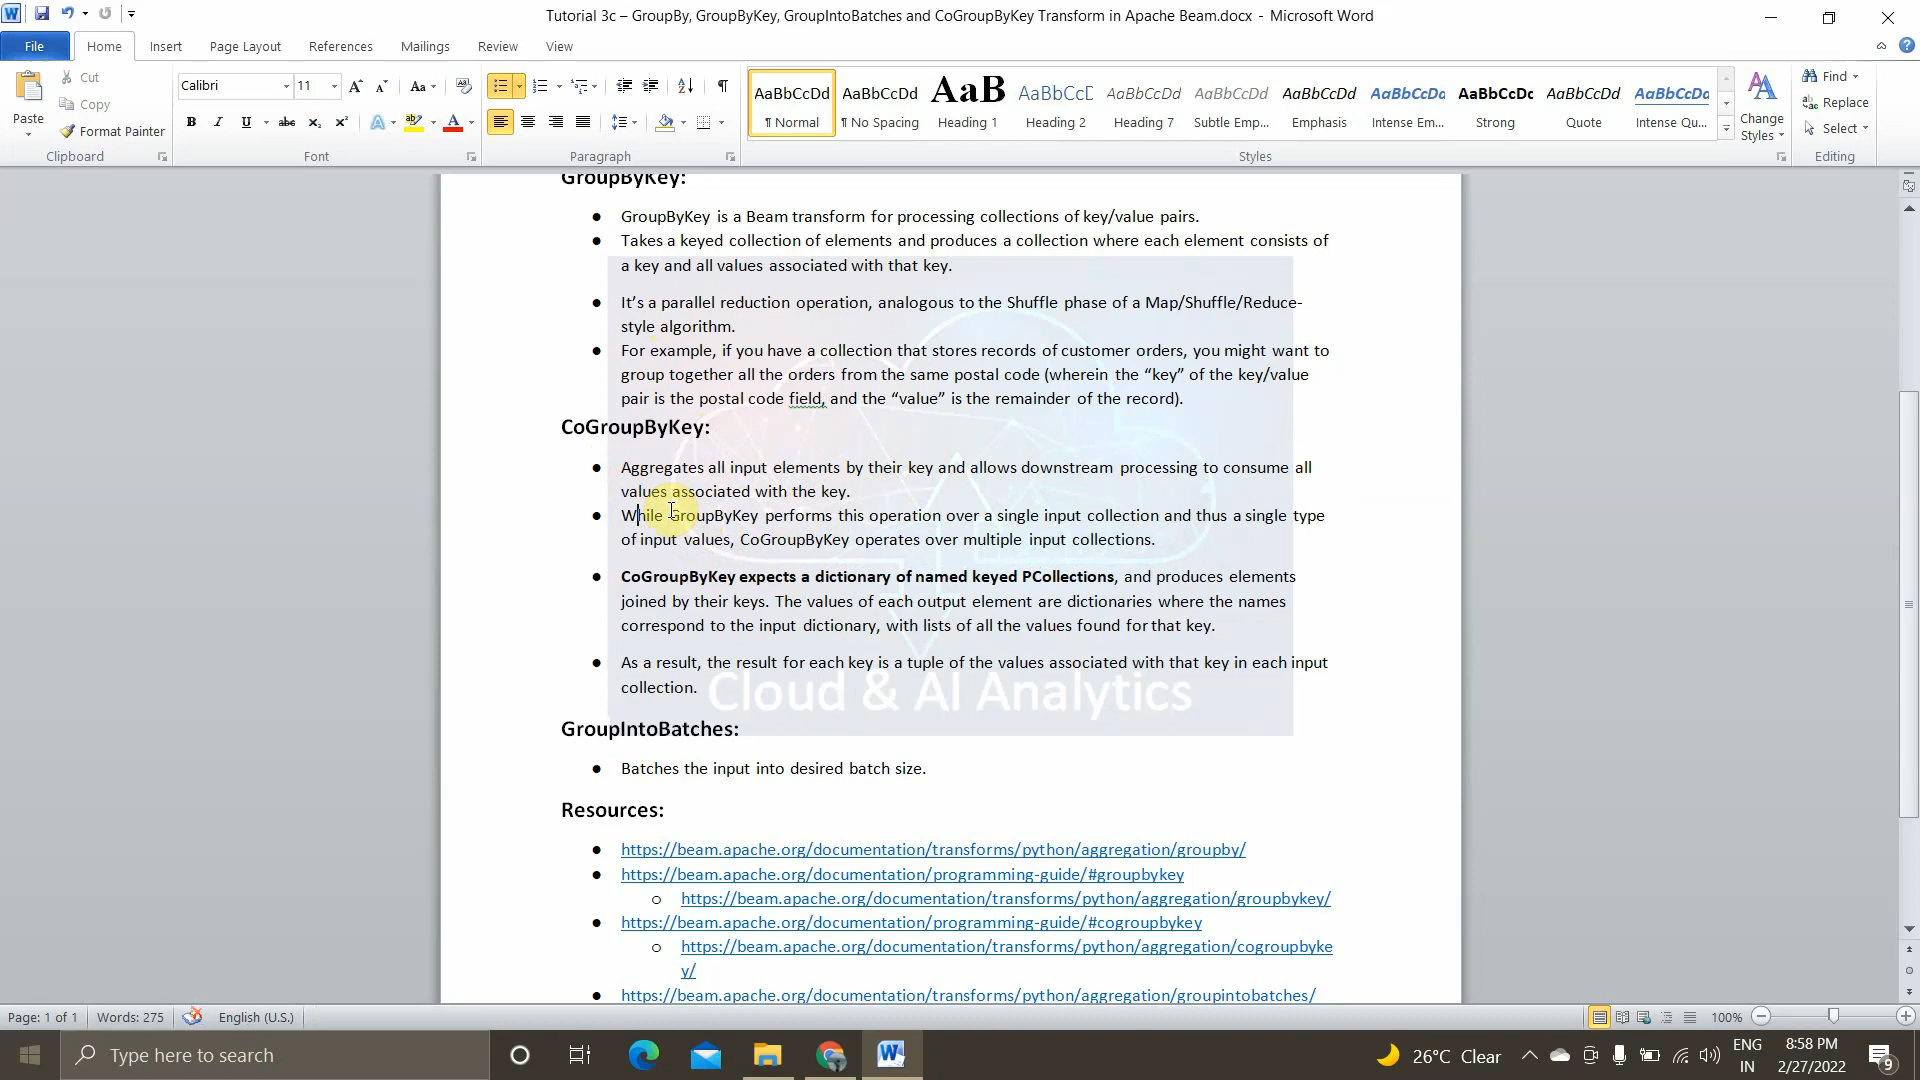 Tutorial 3c – GroupBy, GroupByKey, GroupIntoBatches and CoGroupByKey Transform in Apache Beam.docx - Microsoft Word
File Home Insert Page Layout References Mailings Review View
Paste
Cut
Copy
Format Painter
Clipboard
Calibri 11
Font
Paragraph
AaBbCcDd AaBbCcDd AaB AaBbCcD AaBbCcDd AaBbCcDd AaBbCcDd AaBbCcDd AaBbCcDc AaBbCcDd AaBbCcDd
¶ Normal ¶ No Spacing Heading 1 Heading 2 Heading 7 Subtle Emp... Emphasis Intense Em... Strong Quote Intense Qu...
Styles
Change Styles
Find
Replace
Select
Editing
GroupByKey:
● GroupByKey is a Beam transform for processing collections of key/value pairs.
● Takes a keyed collection of elements and produces a collection where each element consists of
a key and all values associated with that key.
● It’s a parallel reduction operation, analogous to the Shuffle phase of a Map/Shuffle/Reduce-
style algorithm.
● For example, if you have a collection that stores records of customer orders, you might want to
group together all the orders from the same postal code (wherein the “key” of the key/value
pair is the postal code field, and the “value” is the remainder of the record).
CoGroupByKey:
● Aggregates all input elements by their key and allows downstream processing to consume all
values associated with the key.
● While GroupByKey performs this operation over a single input collection and thus a single type
of input values, CoGroupByKey operates over multiple input collections.
● CoGroupByKey expects a dictionary of named keyed PCollections, and produces elements
joined by their keys. The values of each output element are dictionaries where the names
correspond to the input dictionary, with lists of all the values found for that key.
● As a result, the result for each key is a tuple of the values associated with that key in each input
collection.
Cloud & AI Analytics
GroupIntoBatches:
● Batches the input into desired batch size.
Resources:
● https://beam.apache.org/documentation/transforms/python/aggregation/groupby/
● https://beam.apache.org/documentation/programming-guide/#groupbykey
o https://beam.apache.org/documentation/transforms/python/aggregation/groupbykey/
● https://beam.apache.org/documentation/programming-guide/#cogroupbykey
o https://beam.apache.org/documentation/transforms/python/aggregation/cogroupbyke
y/
● https://beam.apache.org/documentation/transforms/python/aggregation/groupintobatches/
Page: 1 of 1 Words: 275 English (U.S.) 100%
Type here to search
26°C Clear
ENG
IN
8:58 PM
2/27/2022
9